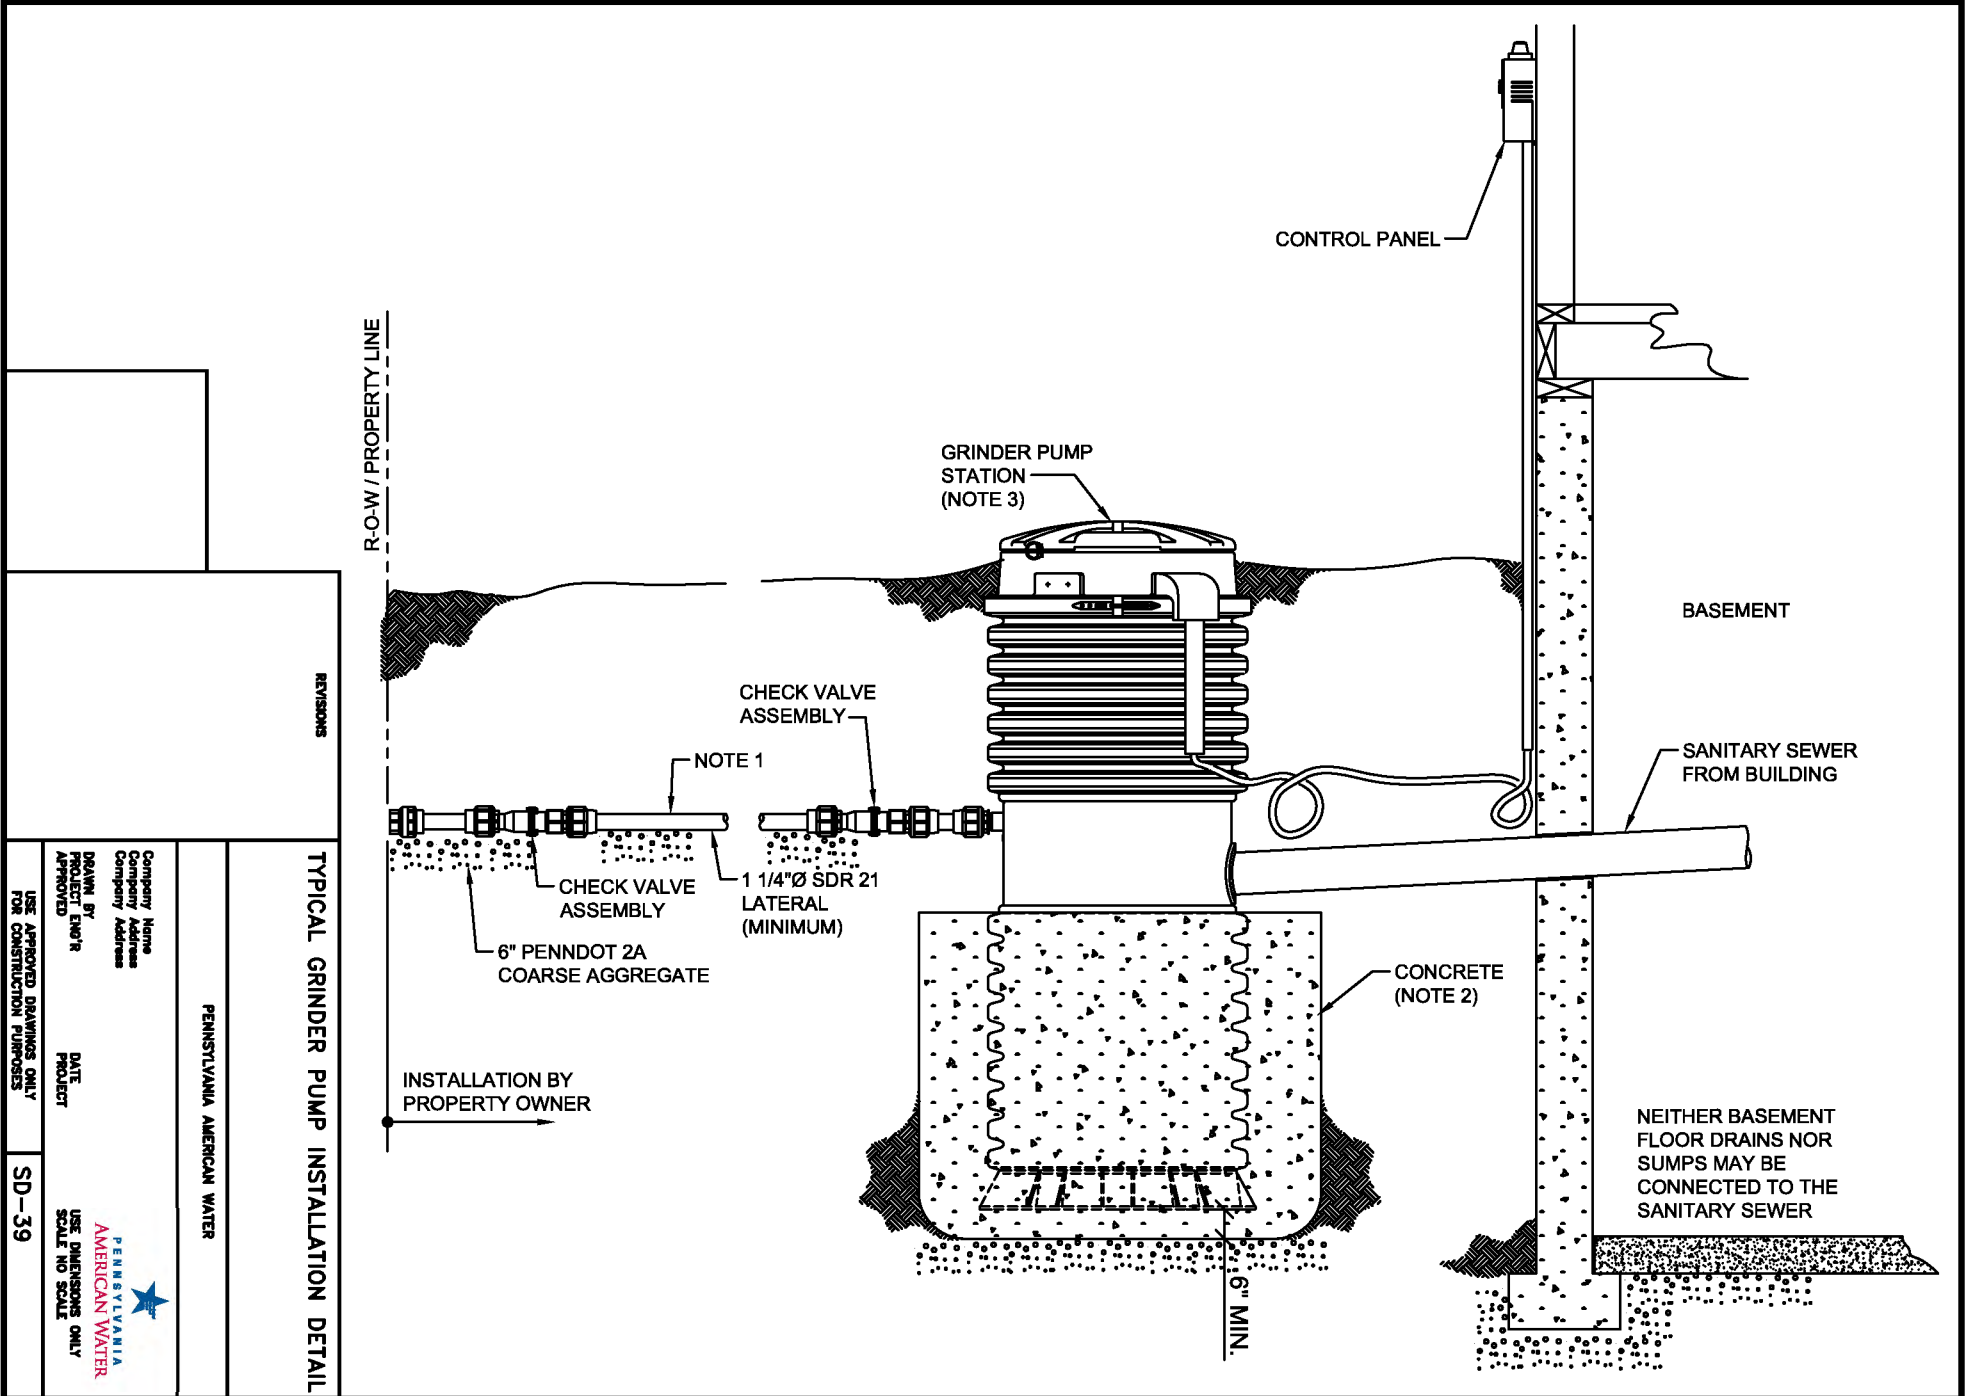 CONTROL PANEL
R-O-W / PROPERTY LINE
GRINDER PUMP
STATION
(NOTE 3)
BASEMENT
CHECK VALVE
ASSEMBLY
NOTE 1
SANITARY SEWER
FROM BUILDING
CHECK VALVE
ASSEMBLY
1 1/4"Ø SDR 21
LATERAL
(MINIMUM)
6" PENNDOT 2A
COARSE AGGREGATE
CONCRETE
(NOTE 2)
INSTALLATION BY
PROPERTY OWNER
NEITHER BASEMENT
FLOOR DRAINS NOR
SUMPS MAY BE
CONNECTED TO THE
SANITARY SEWER
6" MIN.
REVISIONS
TYPICAL GRINDER PUMP INSTALLATION DETAIL
PENNSYLVANIA AMERICAN WATER
Company Name
Company Address
Company Address
PENNSYLVANIA
AMERICAN WATER
DRAWN BY
PROJECT ENG'R
APPROVED
DATE
PROJECT
USE DIMENSIONS ONLY
SCALE NO SCALE
USE APPROVED DRAWINGS ONLY
FOR CONSTRUCTION PURPOSES
SD-39